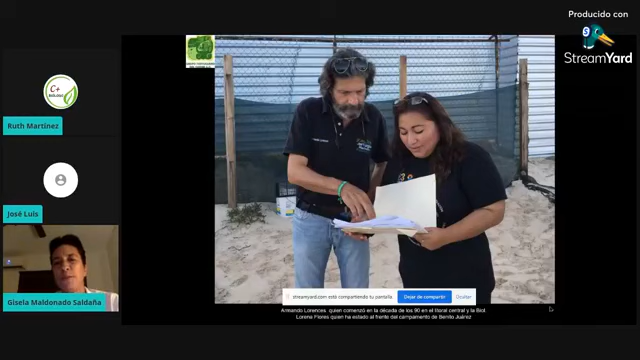 Producido con
StreamYard
C+
BIÓLOGO
Ruth Martinez
José Luis
Gisela Maldonado Saldaña
streamyard.com está compartiendo tu pantalla.
Dejar de compartir
Ocultar
Armando Lorences quien comenzó en la década de los 90 en el litoral central y la Biol
Lorena Flores quien ha estado al frente del campamento de Benito Juárez